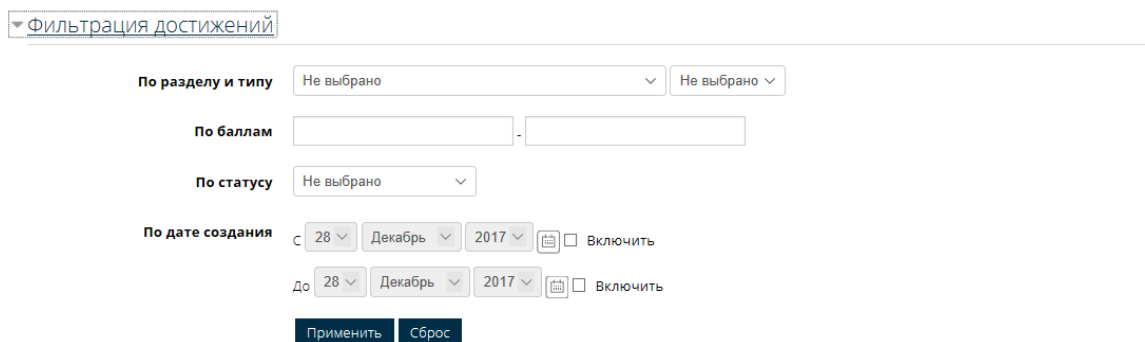 Фильтрация достижений
По разделу и типу Не выбрано Не выбрано
По баллам -
По статусу Не выбрано
По дате создания С 28 Декабрь 2017 Включить
До 28 Декабрь 2017 Включить
Применить Сброс